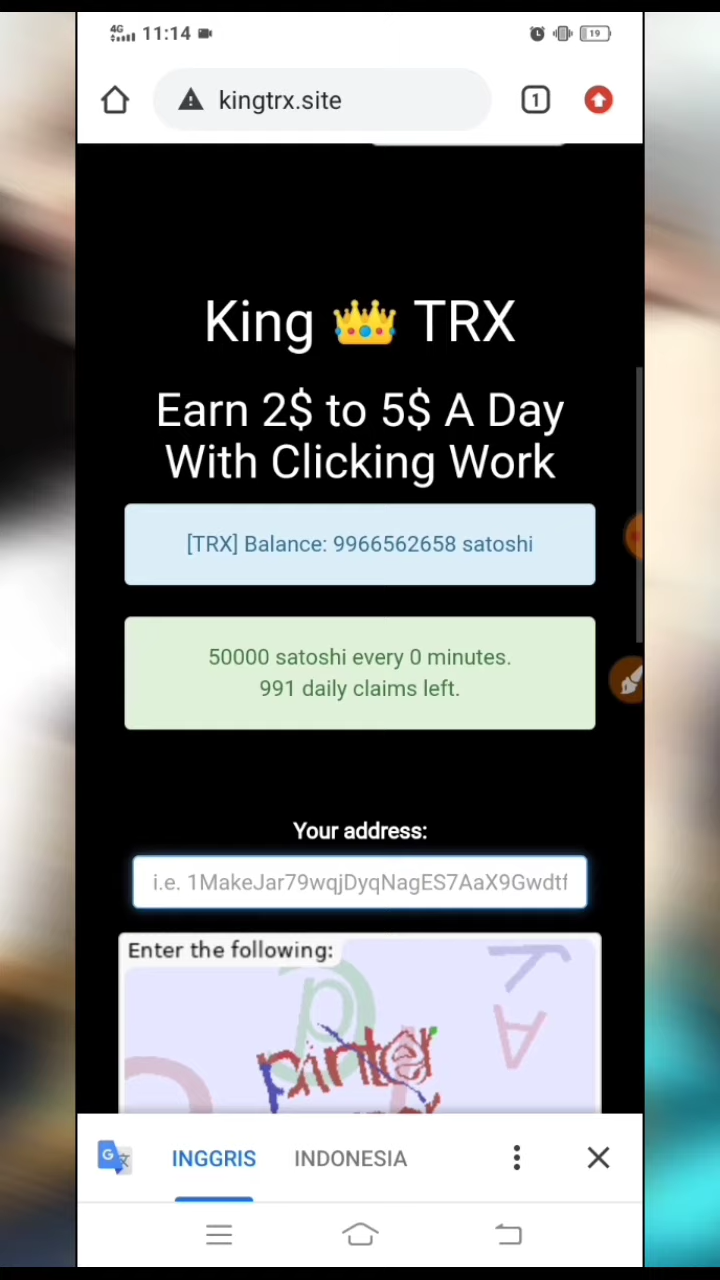 4G 11:14 19
kingtrx.site 1
King 👑 TRX
Earn 2$ to 5$ A Day
With Clicking Work
[TRX] Balance: 9966562658 satoshi
50000 satoshi every 0 minutes.
991 daily claims left.
Your address:
i.e. 1MakeJar79wqjDyqNagES7AaX9Gwdtf
Enter the following:
INGGRIS INDONESIA